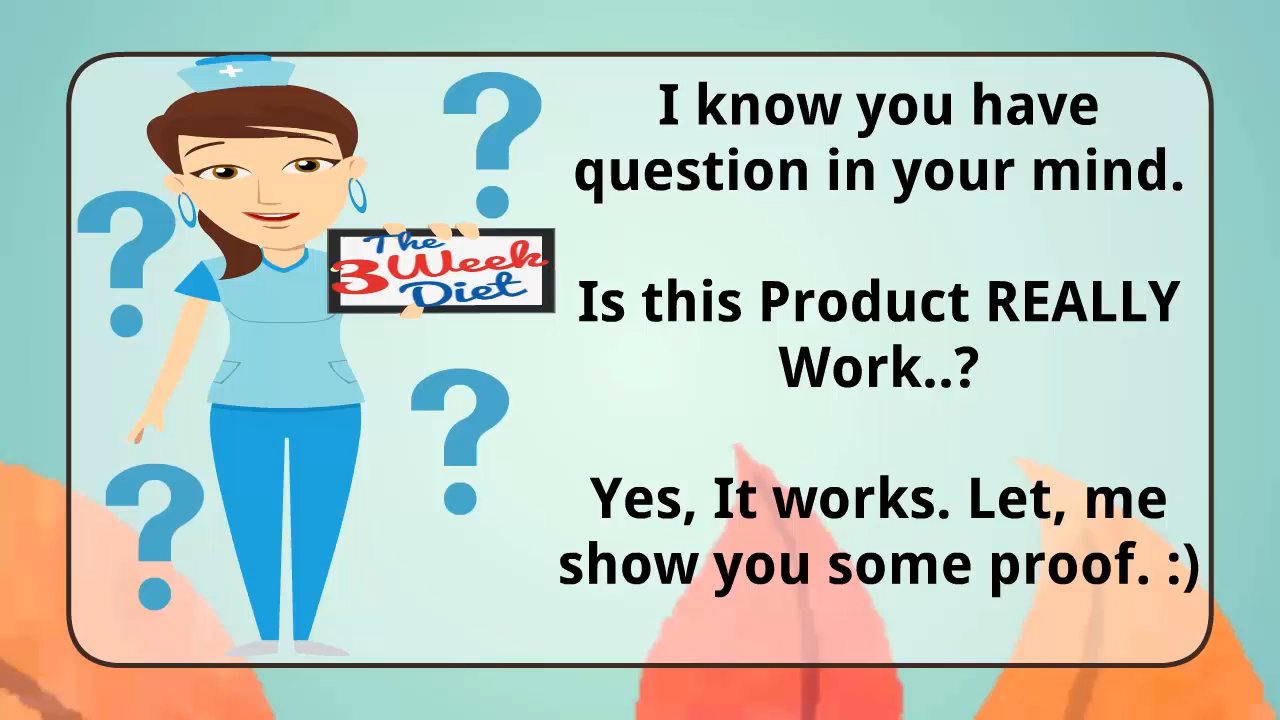 The
3 Week
Diet
I know you have
question in your mind.
Is this Product REALLY
Work..?
Yes, It works. Let, me
show you some proof. :)